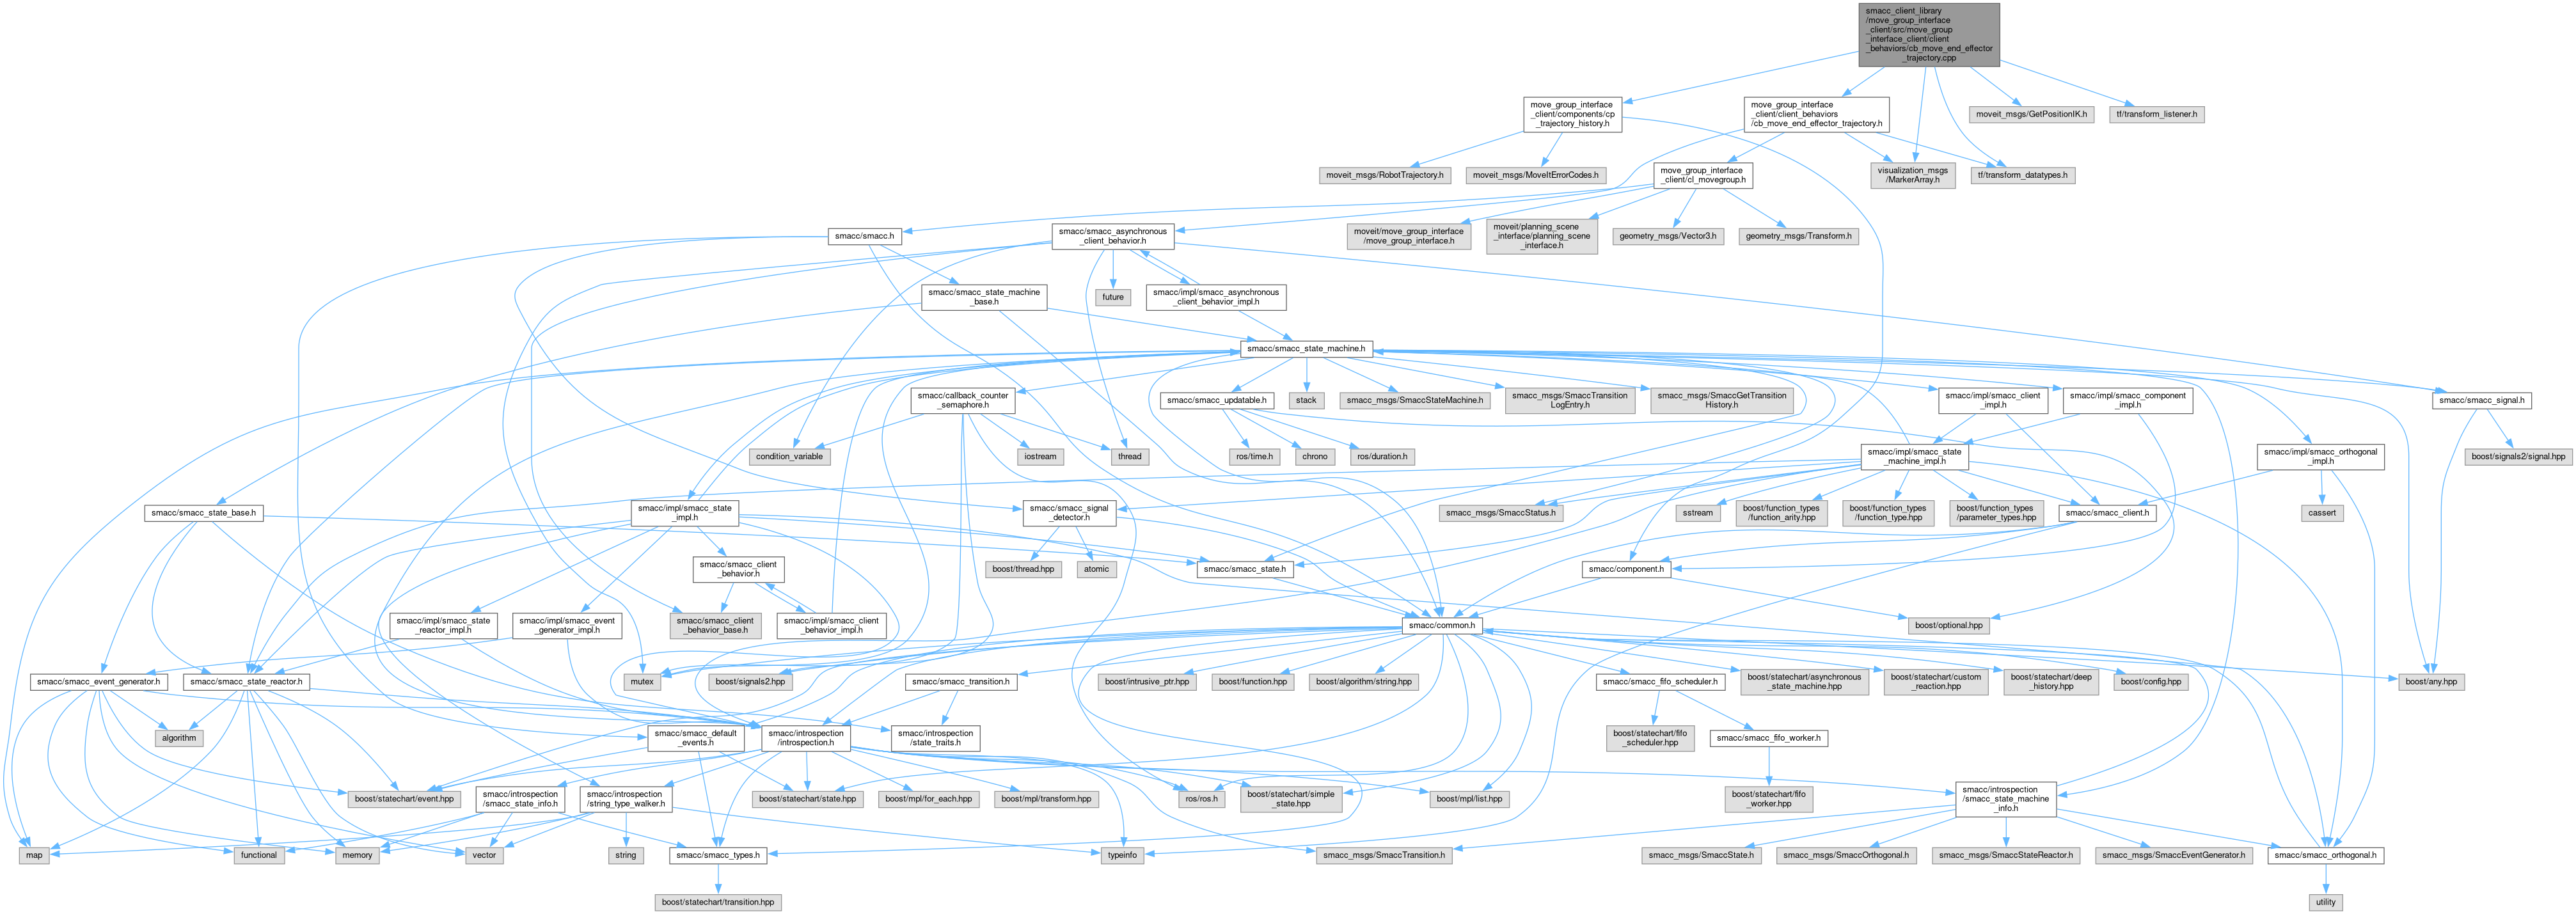 smacc_client_library
/move_group_interface
_client/src/move_group
_interface_client/client
_behaviors/cb_move_end_effector
_trajectory.cpp
move_group_interface
_client/components/cp
_trajectory_history.h
move_group_interface
_client/client_behaviors
/cb_move_end_effector_trajectory.h
moveit_msgs/GetPositionIK.h
tf/transform_listener.h
moveit_msgs/RobotTrajectory.h
moveit_msgs/MoveItErrorCodes.h
move_group_interface
_client/cl_movegroup.h
visualization_msgs
/MarkerArray.h
tf/transform_datatypes.h
smacc/smacc.h
smacc/smacc_asynchronous
_client_behavior.h
moveit/move_group_interface
/move_group_interface.h
moveit/planning_scene
_interface/planning_scene
_interface.h
geometry_msgs/Vector3.h
geometry_msgs/Transform.h
smacc/smacc_state_machine
_base.h
future
smacc/impl/smacc_asynchronous
_client_behavior_impl.h
smacc/smacc_state_machine.h
smacc/callback_counter
_semaphore.h
smacc/smacc_updatable.h
stack
smacc_msgs/SmaccStateMachine.h
smacc_msgs/SmaccTransition
LogEntry.h
smacc_msgs/SmaccGetTransition
History.h
smacc/impl/smacc_client
_impl.h
smacc/impl/smacc_component
_impl.h
smacc/smacc_signal.h
condition_variable
iostream
thread
ros/time.h
chrono
ros/duration.h
smacc/impl/smacc_state
_machine_impl.h
smacc/impl/smacc_orthogonal
_impl.h
boost/signals2/signal.hpp
smacc/smacc_state_base.h
smacc/impl/smacc_state
_impl.h
smacc/smacc_signal
_detector.h
smacc_msgs/SmaccStatus.h
sstream
boost/function_types
/function_arity.hpp
boost/function_types
/function_type.hpp
boost/function_types
/parameter_types.hpp
smacc/smacc_client.h
cassert
smacc/smacc_client
_behavior.h
boost/thread.hpp
atomic
smacc/smacc_state.h
smacc/component.h
smacc/impl/smacc_state
_reactor_impl.h
smacc/impl/smacc_event
_generator_impl.h
smacc/smacc_client
_behavior_base.h
smacc/impl/smacc_client
_behavior_impl.h
smacc/common.h
boost/optional.hpp
smacc/smacc_event_generator.h
smacc/smacc_state_reactor.h
mutex
boost/signals2.hpp
smacc/smacc_transition.h
boost/intrusive_ptr.hpp
boost/function.hpp
boost/algorithm/string.hpp
smacc/smacc_fifo_scheduler.h
boost/statechart/asynchronous
_state_machine.hpp
boost/statechart/custom
_reaction.hpp
boost/statechart/deep
_history.hpp
boost/config.hpp
boost/any.hpp
algorithm
smacc/smacc_default
_events.h
smacc/introspection
/introspection.h
smacc/introspection
/state_traits.h
boost/statechart/fifo
_scheduler.hpp
smacc/smacc_fifo_worker.h
boost/statechart/event.hpp
smacc/introspection
/smacc_state_info.h
smacc/introspection
/string_type_walker.h
boost/statechart/state.hpp
boost/mpl/for_each.hpp
boost/mpl/transform.hpp
ros/ros.h
boost/statechart/simple
_state.hpp
boost/mpl/list.hpp
boost/statechart/fifo
_worker.hpp
smacc/introspection
/smacc_state_machine
_info.h
map
functional
memory
vector
string
smacc/smacc_types.h
typeinfo
smacc_msgs/SmaccTransition.h
smacc_msgs/SmaccState.h
smacc_msgs/SmaccOrthogonal.h
smacc_msgs/SmaccStateReactor.h
smacc_msgs/SmaccEventGenerator.h
smacc/smacc_orthogonal.h
boost/statechart/transition.hpp
utility